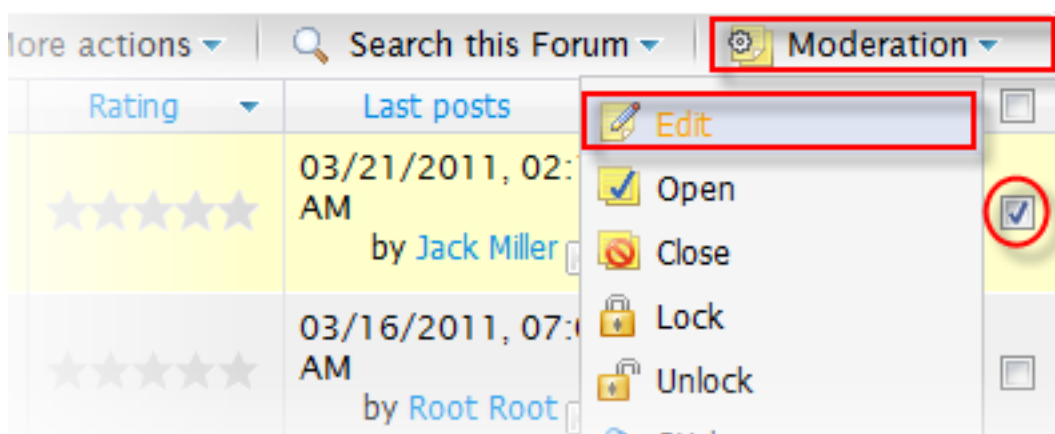 More actions Search this Forum Moderation
Rating Last posts
Edit
03/21/2011, 02:
AM
by Jack Miller
Open
Close
03/16/2011, 07:
AM
by Root Root
Lock
Unlock